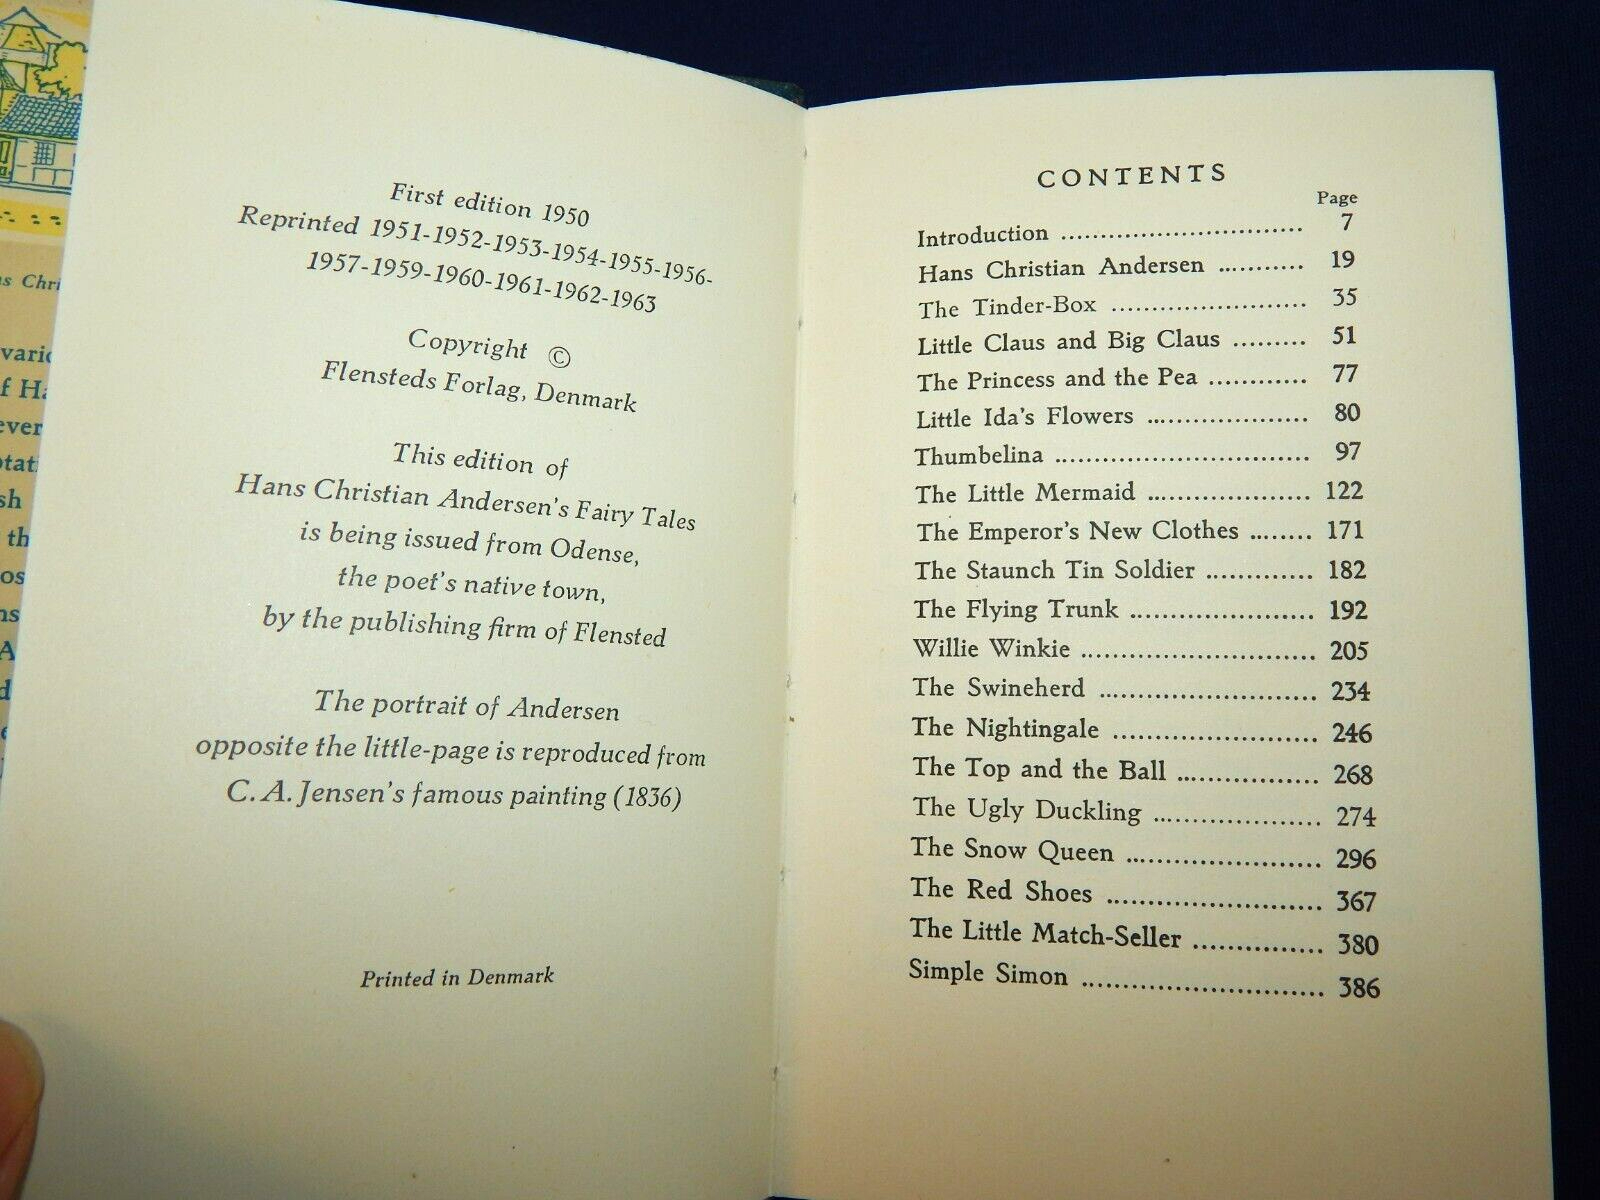 First edition 1950
Reprinted 1951-1952-1953-1954-1955-1956-
1957-1959-1960-1961-1962-1963
Copyright ©
Flensteds Forlag, Denmark
This edition of
Hans Christian Andersen's Fairy Tales
is being issued from Odense,
the poet's native town,
by the publishing firm of Flensted
The portrait of Andersen
opposite the little-page is reproduced from
C. A. Jensen's famous painting (1836)
Printed in Denmark
CONTENTS
Page
Introduction .............................. 7
Hans Christian Andersen ........... 19
The Tinder-Box ........................ 35
Little Claus and Big Claus ......... 51
The Princess and the Pea ............ 77
Little Ida's Flowers .................... 80
Thumbelina ............................... 97
The Little Mermaid .................... 122
The Emperor's New Clothes ........ 171
The Staunch Tin Soldier ............. 182
The Flying Trunk ....................... 192
Willie Winkie ............................. 205
The Swineherd ........................... 234
The Nightingale ......................... 246
The Top and the Ball ................. 268
The Ugly Duckling ..................... 274
The Snow Queen ........................ 296
The Red Shoes ........................... 367
The Little Match-Seller ................ 380
Simple Simon .............................. 386